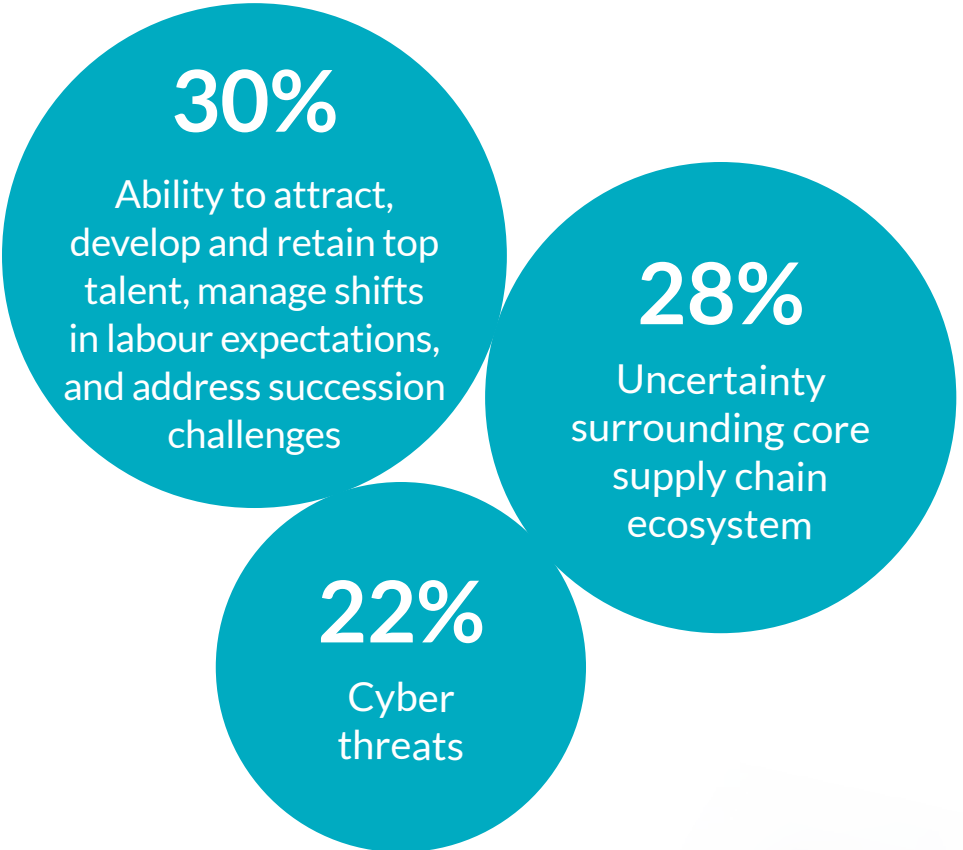 30%
Ability to attract,
develop and retain top
talent, manage shifts
in labour expectations,
and address succession
challenges
28%
Uncertainty
surrounding core
supply chain
ecosystem
22%
Cyber
threats